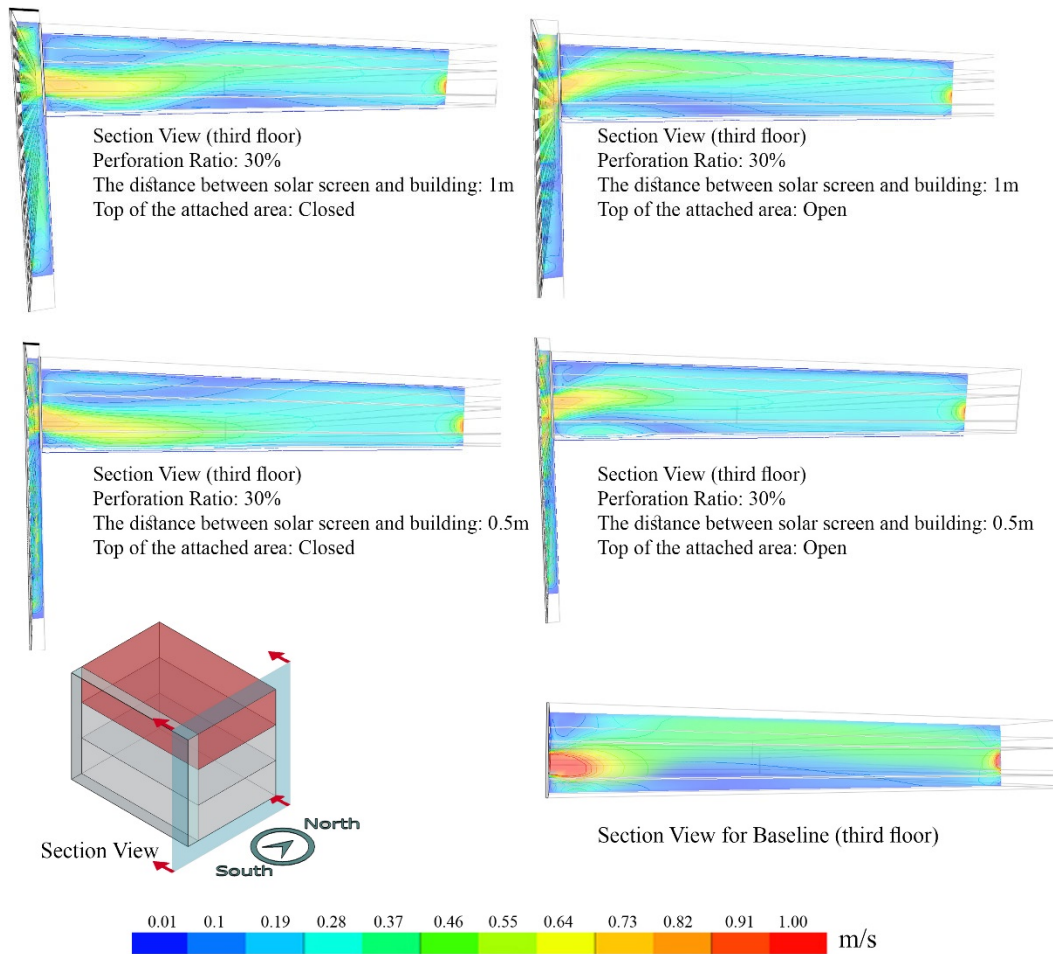 Section View (third floor)
Perforation Ratio: 30%
The distance between solar screen and building: 1m
Top of the attached area: Closed
Section View (third floor)
Perforation Ratio: 30%
The distance between solar screen and building: 1m
Top of the attached area: Open
Section View (third floor)
Perforation Ratio: 30%
The distance between solar screen and building: 0.5m
Top of the attached area: Closed
Section View (third floor)
Perforation Ratio: 30%
The distance between solar screen and building: 0.5m
Top of the attached area: Open
Section View
North
South
Section View for Baseline (third floor)
0.01 0.1 0.19 0.28 0.37 0.46 0.55 0.64 0.73 0.82 0.91 1.00
m/s